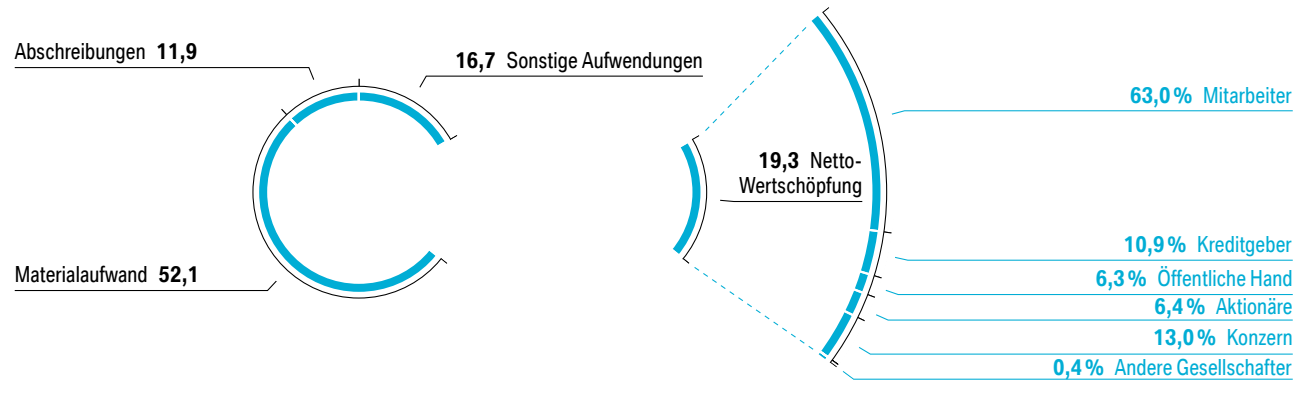 Abschreibungen 11,9
16,7 Sonstige Aufwendungen
Materialaufwand 52,1
19,3 Netto-
Wertschöpfung
63,0 % Mitarbeiter
10,9 % Kreditgeber
6,3 % Öffentliche Hand
6,4 % Aktionäre
13,0 % Konzern
0,4 % Andere Gesellschafter